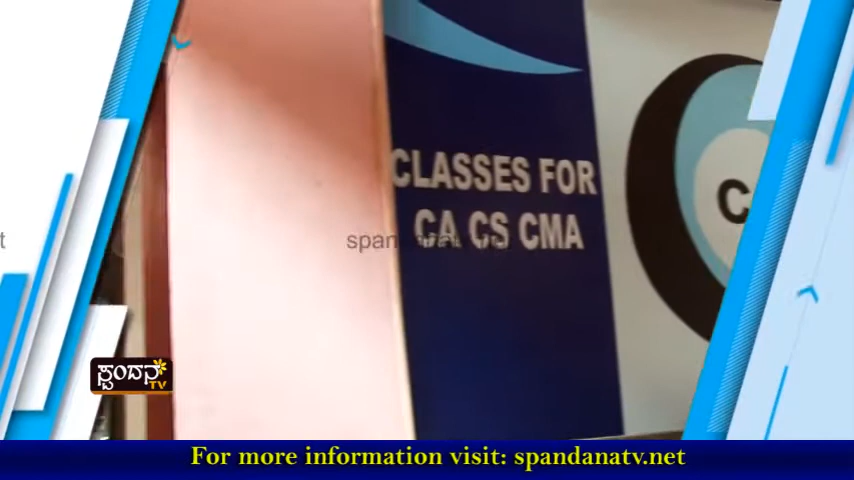 CLASSES FOR
CA CS CMA
ಸ್ಪಂದನ
TV
For more information visit: spandanatv.net